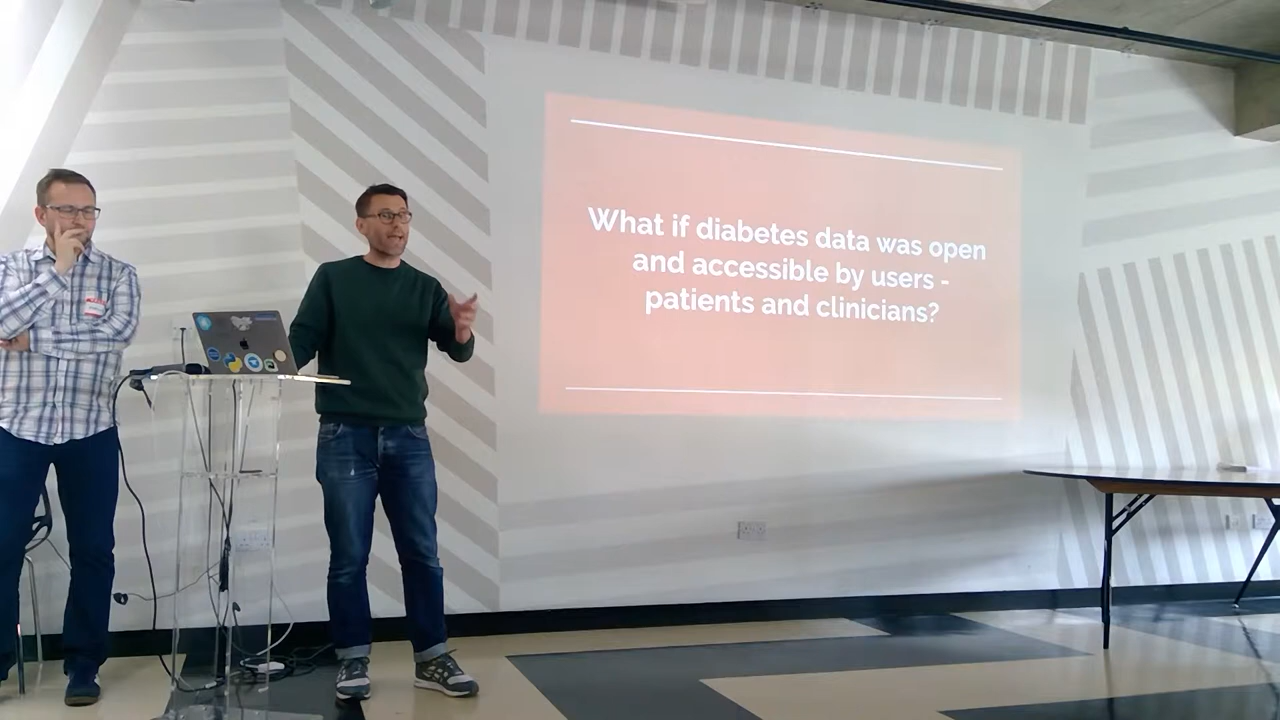 What if diabetes data was open
and accessible by users -
patients and clinicians?